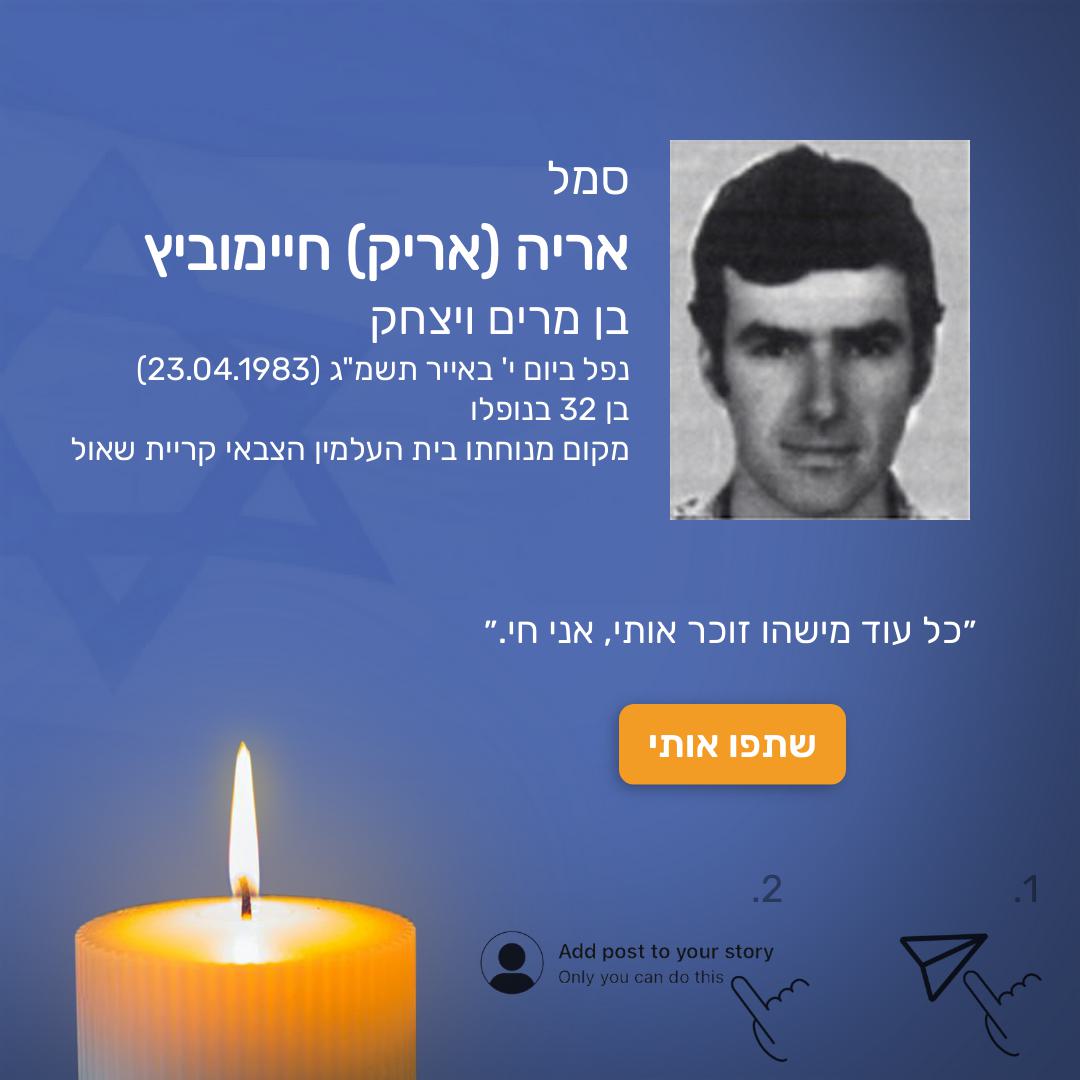 סמל
אריה (אריק) חיימוביץ
בן מרים ויצחק
נפל ביום י' באייר תשמ"ג (23.04.1983)
בן 32 בנופלו
מקום מנוחתו בית העלמין הצבאי קריית שאול
״כל עוד מישהו זוכר אותי, אני חי.״
שתפו אותי
1.
2.
Add post to your story
Only you can do this